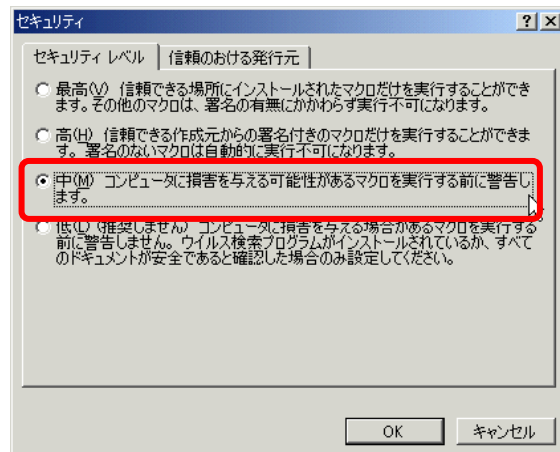 セキュリティ
セキュリティ レベル
信頼のおける発行元
最高(V) 信頼できる場所にインストールされたマクロだけを実行することができ
ます。その他のマクロは、署名の有無にかかわらず実行不可になります。
高(H) 信頼できる作成元からの署名付きのマクロだけを実行することができま
す。署名のないマクロは自動的に実行不可になります。
中(M) コンピュータに損害を与える可能性があるマクロを実行する前に警告し
ます。
低(L) (推奨しません) コンピュータに損害を与える場合があるマクロを実行する
前に警告しません。ウイルス検索プログラムがインストールされているか、すべて
のドキュメントが安全であると確認した場合のみ設定してください。
OK
キャンセル